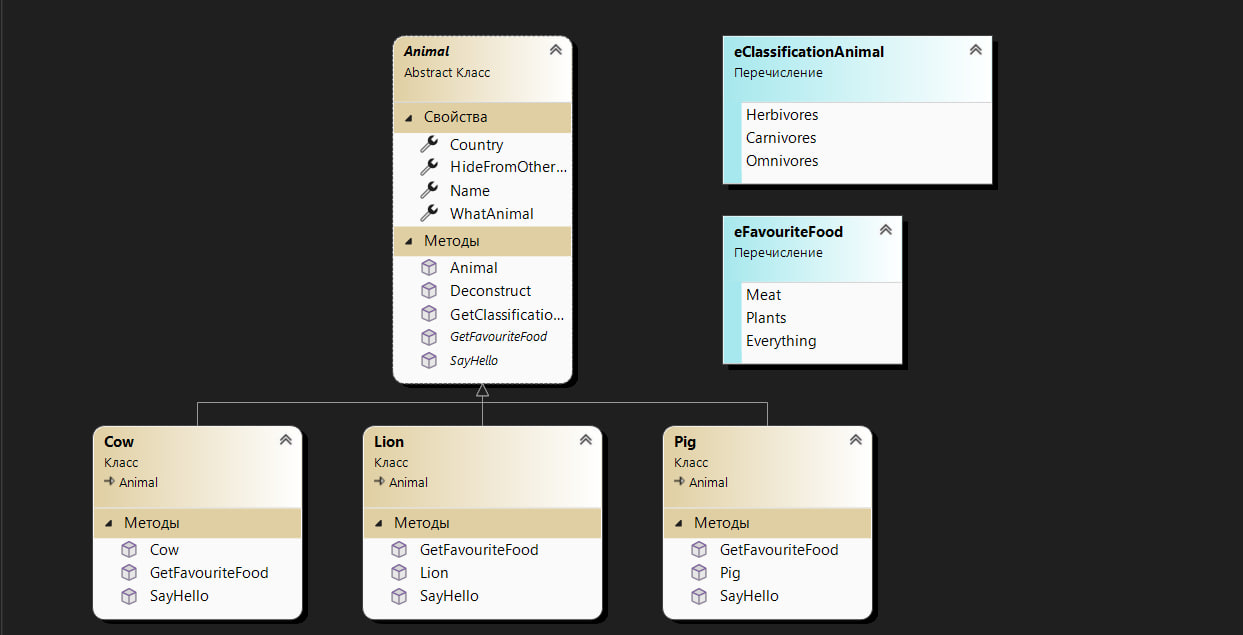 Animal
Abstract Класс
Свойства
Country
HideFromOther...
Name
WhatAnimal
Методы
Animal
Deconstruct
GetClassificatio...
GetFavouriteFood
SayHello
eClassificationAnimal
Перечисление
Herbivores
Carnivores
Omnivores
eFavouriteFood
Перечисление
Meat
Plants
Everything
Cow
Класс
Animal
Методы
Cow
GetFavouriteFood
SayHello
Lion
Класс
Animal
Методы
GetFavouriteFood
Lion
SayHello
Pig
Класс
Animal
Методы
GetFavouriteFood
Pig
SayHello